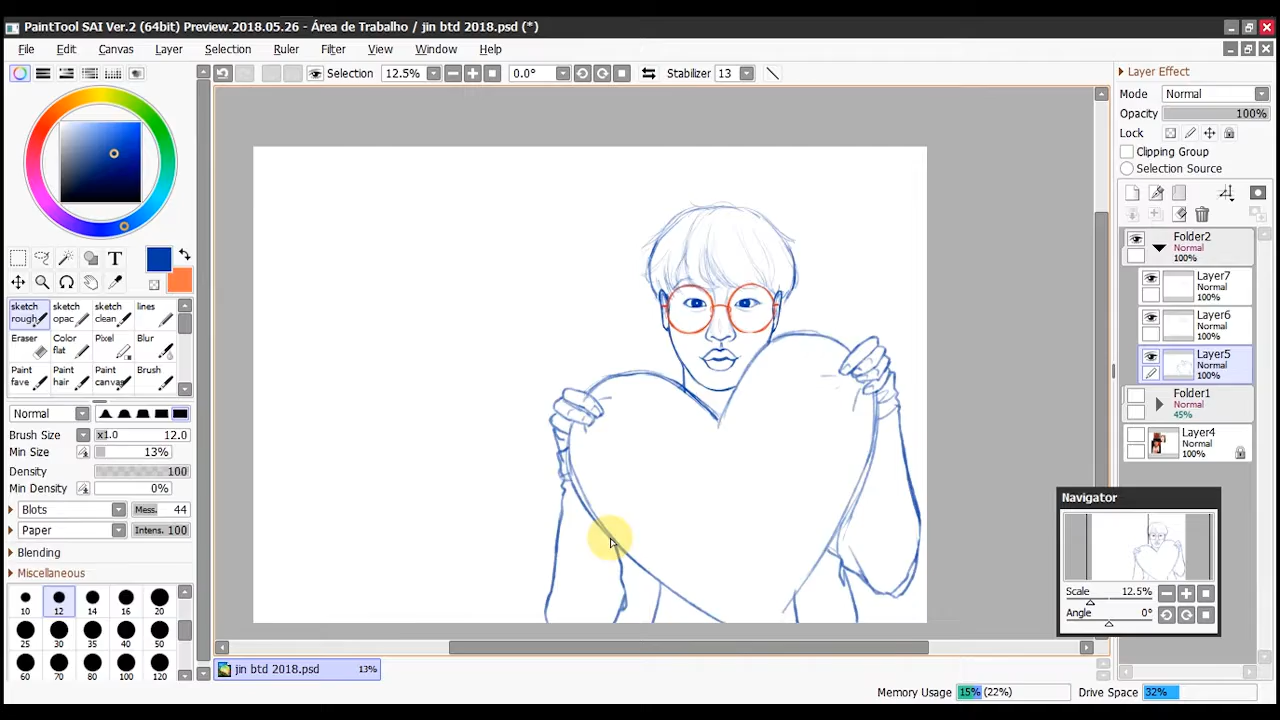 PaintTool SAI Ver.2 (64bit) Preview.2018.05.26 - Área de Trabalho / jin btd 2018.psd (*)
File Edit Canvas Layer Selection Ruler Filter View Window Help
Selection 12.5% 0.0° Stabilizer 13
Layer Effect
Mode Normal
Opacity 100%
Lock
Clipping Group
Selection Source
T
sketch rough
sketch opac
sketch clean
lines
Eraser
Color flat
Pixel
Blur
Paint fave
Paint hair
Paint canvas
Brush
Normal
Brush Size x1.0 12.0
Min Size 13%
Density 100
Min Density 0%
Blots Mess. 44
Paper Intens. 100
Blending
Miscellaneous
10 12 14 16 20
25 30 35 40 50
60 70 80 100 120
Folder2
Normal
100%
Layer7
Normal
100%
Layer6
Normal
100%
Layer5
Normal
100%
Folder1
Normal
45%
Layer4
Normal
100%
Navigator
Scale 12.5%
Angle 0°
jin btd 2018.psd 13%
Memory Usage 15% (22%) Drive Space 32%